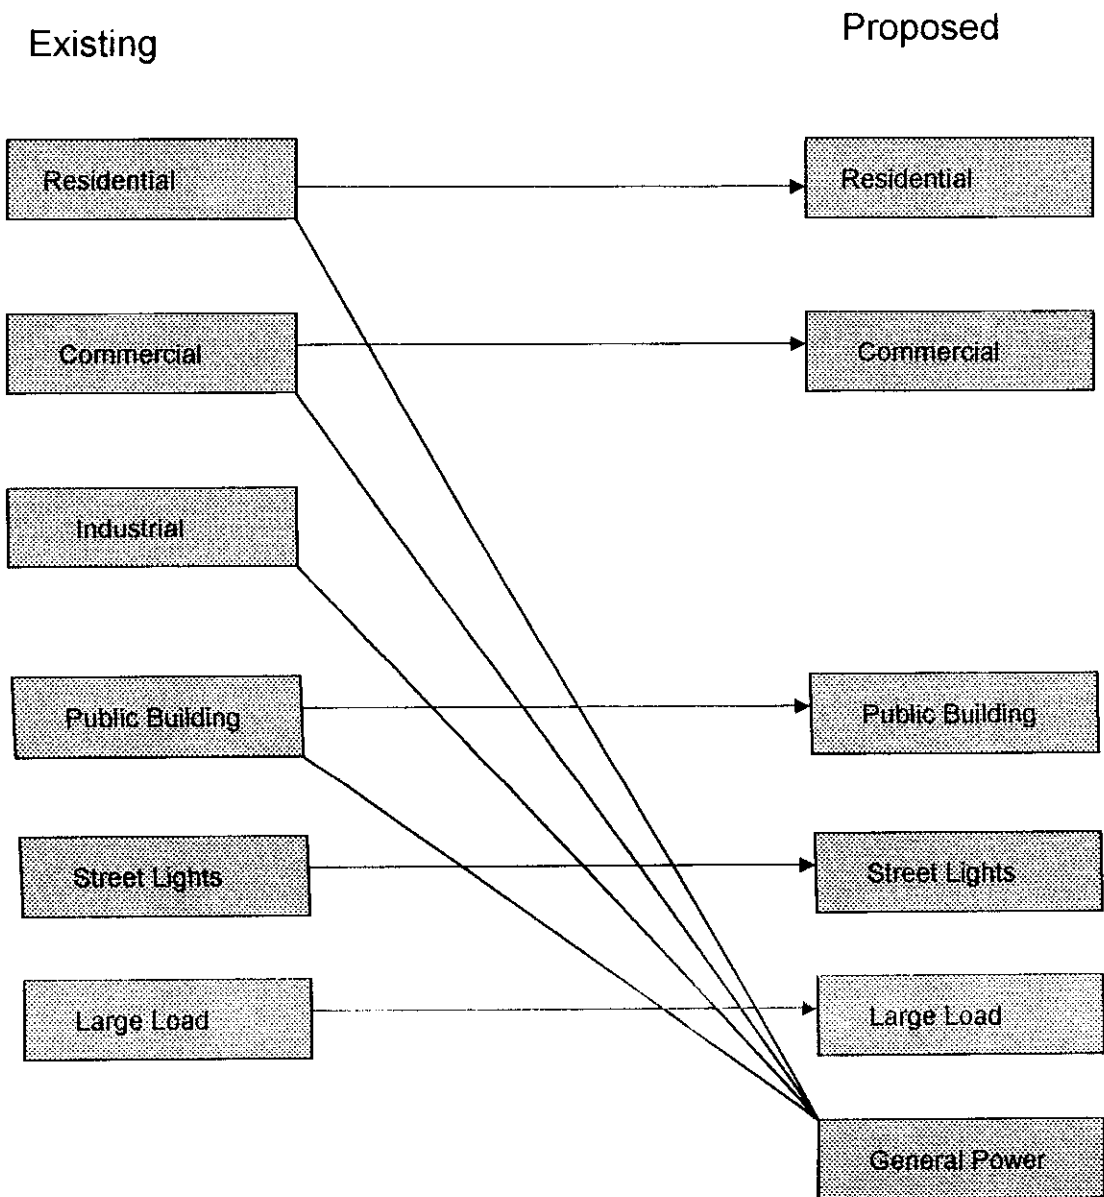 Existing
Proposed
Residential
Residential
Commercial
Commercial
Industrial
Public Building
Public Building
Street Lights
Street Lights
Large Load
Large Load
General Power